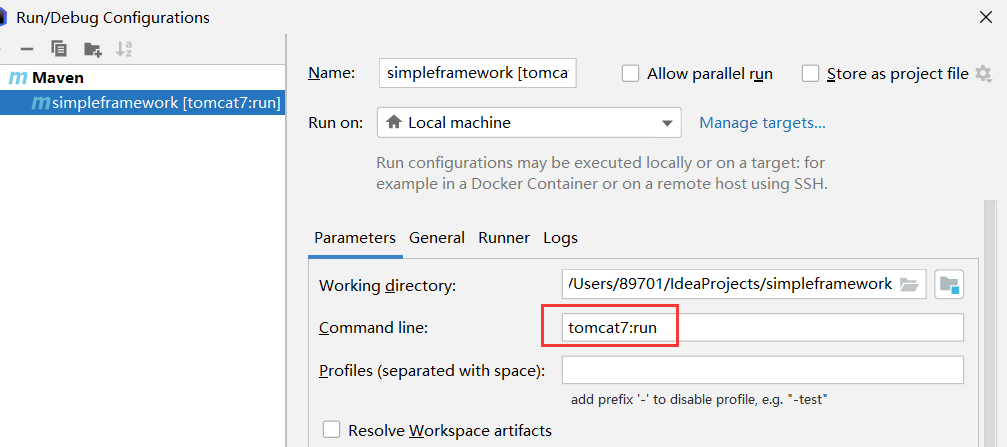 Run/Debug Configurations
Maven
simpleframework [tomcat7:run]
Name:
simpleframework [tomca
Allow parallel run
Store as project file
Run on:
Local machine
Manage targets...
Run configurations may be executed locally or on a target: for
example in a Docker Container or on a remote host using SSH.
Parameters
General
Runner
Logs
Working directory:
/Users/89701/IdeaProjects/simpleframework
Command line:
tomcat7:run
Profiles (separated with space):
add prefix '-' to disable profile, e.g. "-test"
Resolve Workspace artifacts